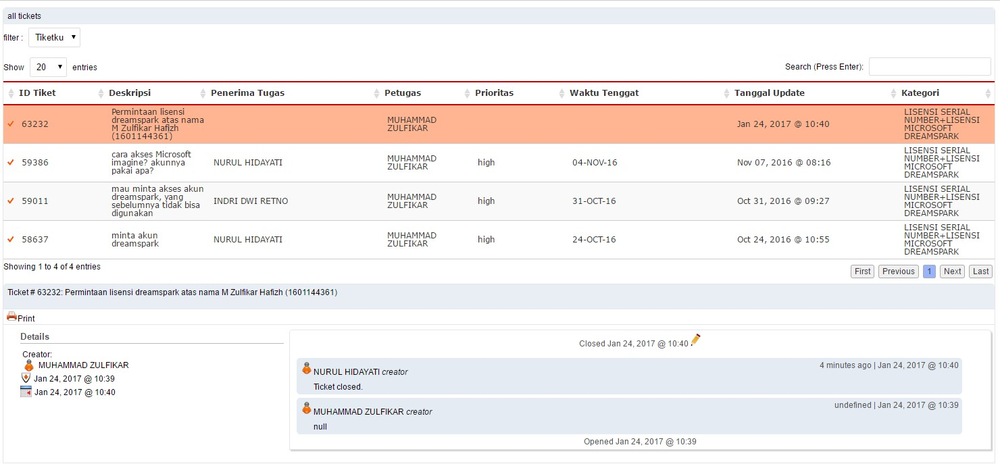 all tickets
filter : Tiketku
Show 20 entries Search (Press Enter):
ID Tiket Deskripsi Penerima Tugas Petugas Prioritas Waktu Tenggat Tanggal Update Kategori
63232
Permintaan lisensi
dreamspark atas nama
M Zulfikar Hafizh
(1601144361)
MUHAMMAD
ZULFIKAR
Jan 24, 2017 @ 10:40
LISENSI SERIAL
NUMBER+LISENSI
MICROSOFT
DREAMSPARK
59386
cara akses Microsoft
imagine? akunnya
pakai apa?
NURUL HIDAYATI
MUHAMMAD
ZULFIKAR
high
04-NOV-16
Nov 07, 2016 @ 08:16
LISENSI SERIAL
NUMBER+LISENSI
MICROSOFT
DREAMSPARK
59011
mau minta akses akun
dreamspark, yang
sebelumnya tidak bisa
digunakan
INDRI DWI RETNO
MUHAMMAD
ZULFIKAR
high
31-OCT-16
Oct 31, 2016 @ 09:27
LISENSI SERIAL
NUMBER+LISENSI
MICROSOFT
DREAMSPARK
58637
minta akun
dreamspark
NURUL HIDAYATI
MUHAMMAD
ZULFIKAR
high
24-OCT-16
Oct 24, 2016 @ 10:55
LISENSI SERIAL
NUMBER+LISENSI
MICROSOFT
DREAMSPARK
Showing 1 to 4 of 4 entries
First Previous 1 Next Last
Ticket # 63232: Permintaan lisensi dreamspark atas nama M Zulfikar Hafizh (1601144361)
Print
Details
Creator:
MUHAMMAD ZULFIKAR
Jan 24, 2017 @ 10:39
Jan 24, 2017 @ 10:40
Closed Jan 24, 2017 @ 10:40
NURUL HIDAYATI creator 4 minutes ago | Jan 24, 2017 @ 10:40
Ticket closed.
MUHAMMAD ZULFIKAR creator undefined | Jan 24, 2017 @ 10:39
null
Opened Jan 24, 2017 @ 10:39